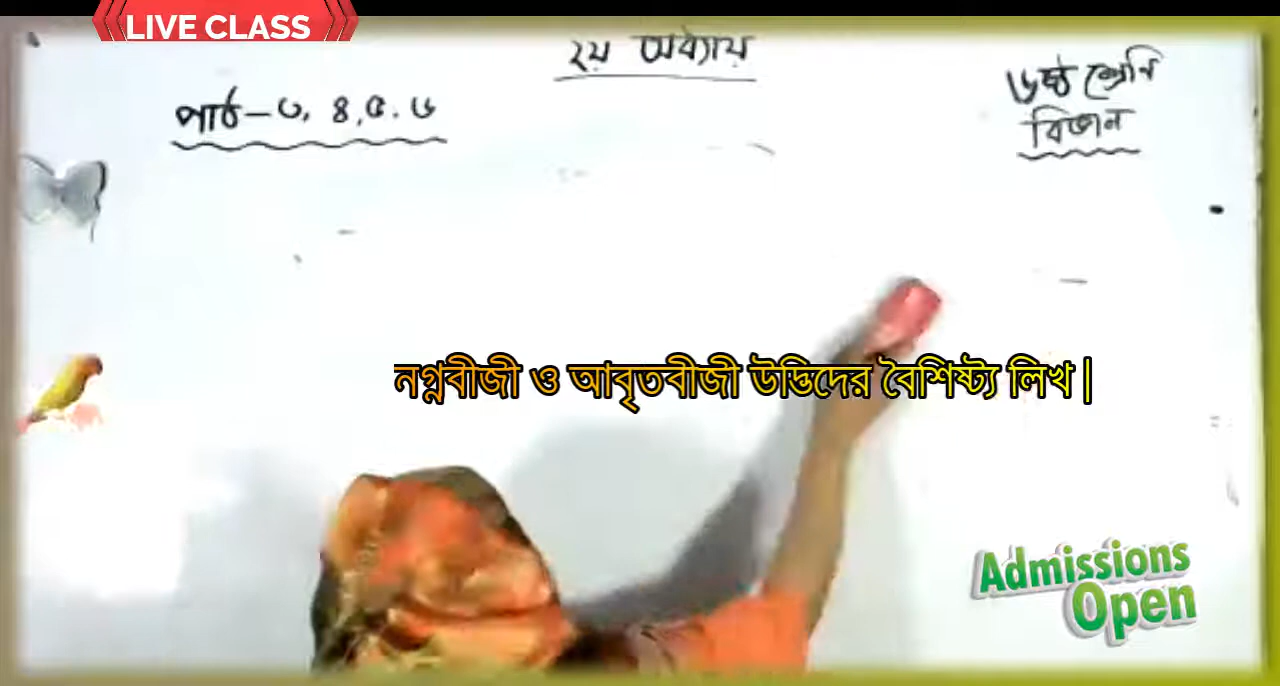 LIVE CLASS
২য় অধ্যায়
৬ষ্ঠ শ্রেণি
বিজ্ঞান
পাঠ-৩, ৪,৫.৬
নগ্নবীজী ও আবৃতবীজী উদ্ভিদের বৈশিষ্ট্য লিখ|
Admissions
Open